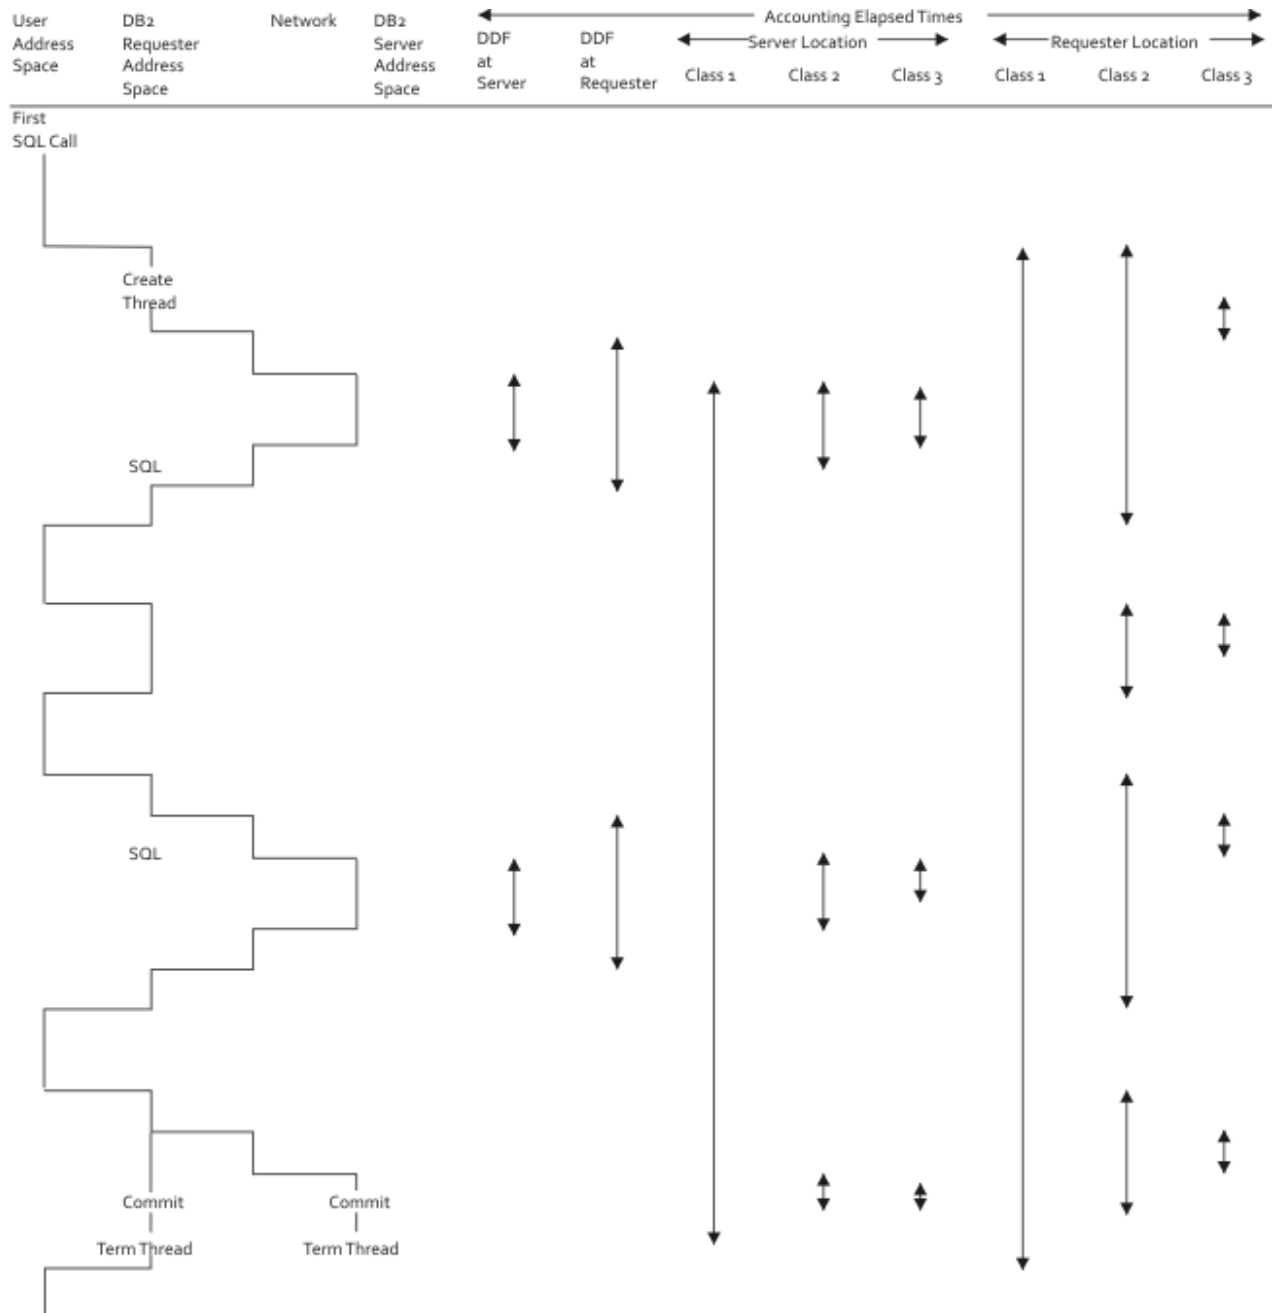 Accounting Elapsed Times
User
Address
Space
DB2
Requester
Address
Space
Network
DB2
Server
Address
Space
DDF
at
Server
DDF
at
Requester
Server Location
Class 1
Class 2
Class 3
Requester Location
Class 1
Class 2
Class 3
First
SQL Call
Create
Thread
SQL
SQL
Commit
Commit
Term Thread
Term Thread